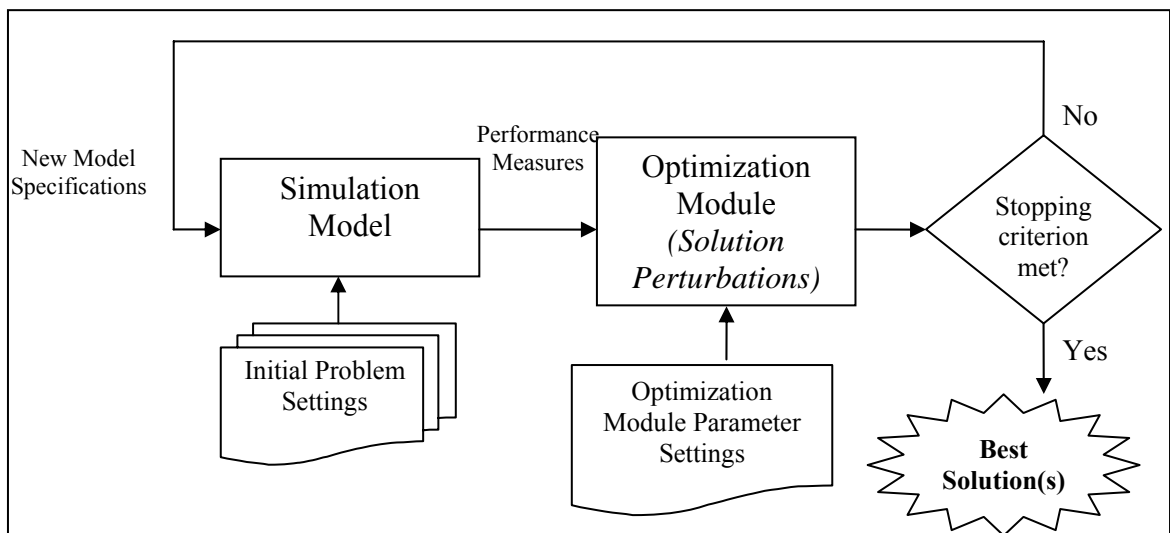 No
New Model
Specifications
Performance
Measures
Simulation
Model
Optimization
Module
(Solution
Perturbations)
Stopping
criterion
met?
Initial Problem
Settings
Optimization
Module Parameter
Settings
Yes
Best
Solution(s)